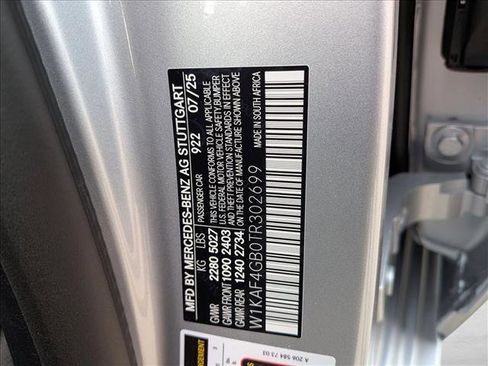 MFD BY MERCEDES-BENZ AG STUTTGART
PASSENGER CAR 922 07/25
THIS VEHICLE CONFORMS TO ALL APPLICABLE
U.S. FEDERAL MOTOR VEHICLE SAFETY, BUMPER
AND THEFT PREVENTION STANDARDS IN EFFECT
ON THE DATE OF MANUFACTURE SHOWN ABOVE
KG LBS
GVWR 2280 5027
GAWR FRONT 1090 2403
GAWR REAR 1240 2734
W1KAF4GB0TR302699
MADE IN SOUTH AFRICA
A 206 584 73 03